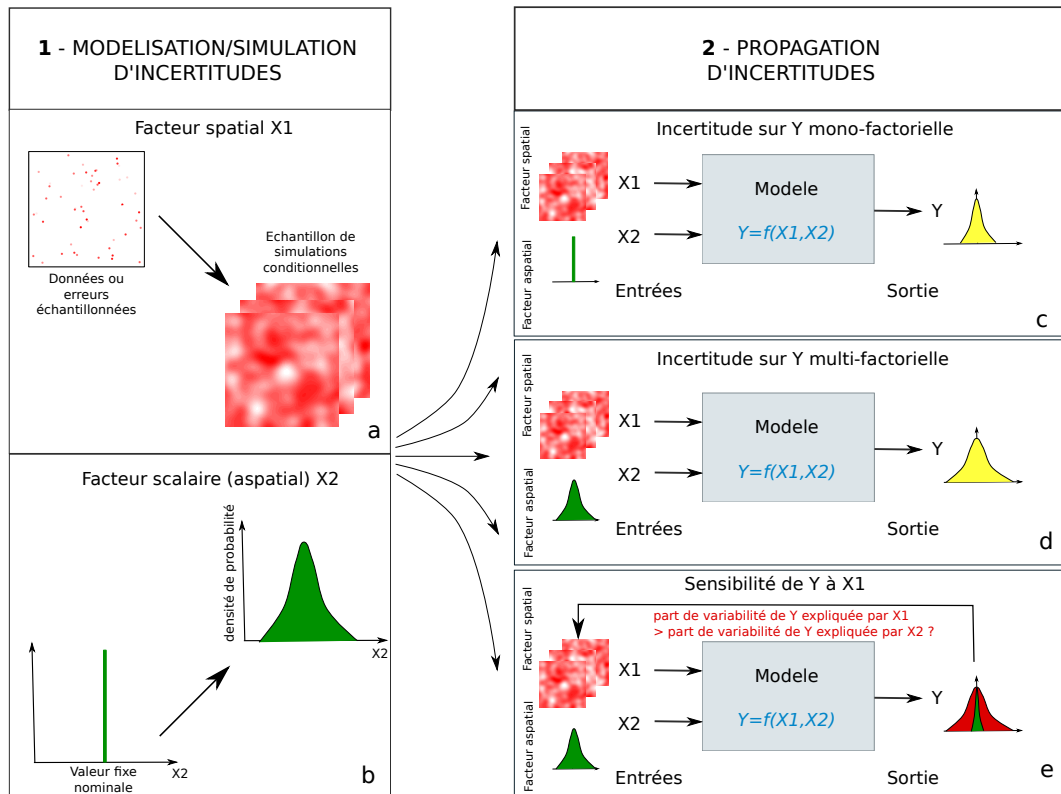 1 - MODELISATION/SIMULATION
D'INCERTITUDES
Facteur spatial X1
Données ou
erreurs
échantillonnées
Echantillon de
simulations
conditionnelles
a
Facteur scalaire (aspatial) X2
densité de probabilité
X2
Valeur fixe
nominale
X2
b
2 - PROPAGATION
D'INCERTITUDES
Incertitude sur Y mono-factorielle
Facteur spatial
Facteur aspatial
X1
X2
Modele
Y=f(X1,X2)
Y
Entrées
Sortie
c
Incertitude sur Y multi-factorielle
Facteur spatial
Facteur aspatial
X1
X2
Modele
Y=f(X1,X2)
Y
Entrées
Sortie
d
Sensibilité de Y à X1
part de variabilité de Y expliquée par X1
> part de variabilité de Y expliquée par X2 ?
Facteur spatial
Facteur aspatial
X1
X2
Modele
Y=f(X1,X2)
Y
Entrées
Sortie
e